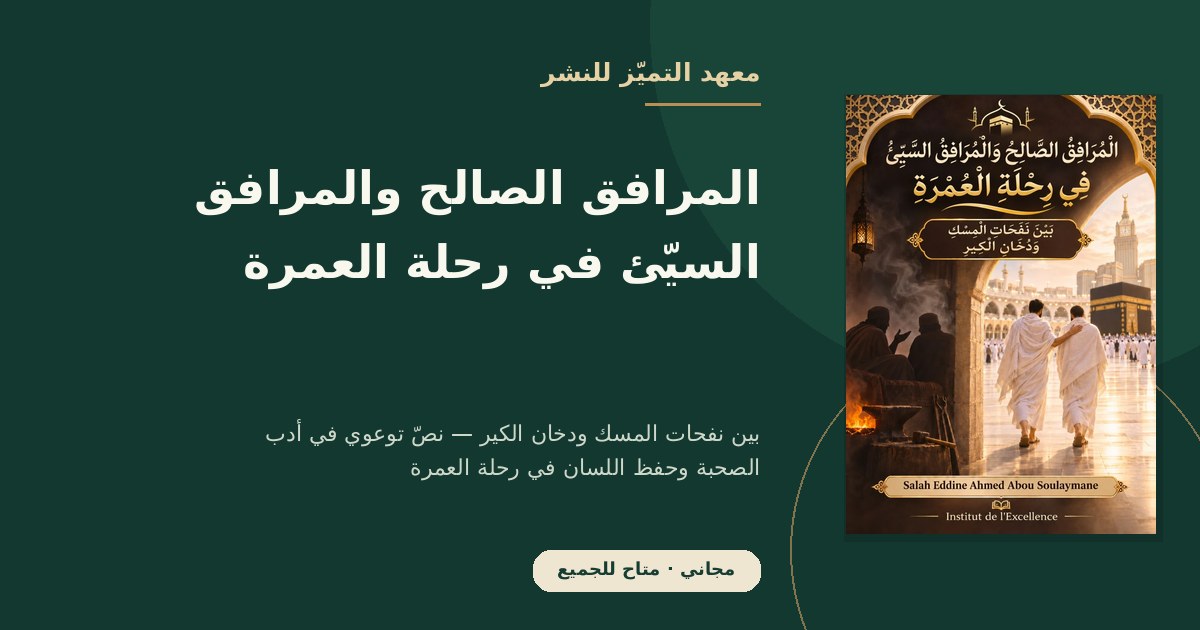 معهد التميّز للنشر
المرافق الصالح والمرافق
السيّئ في رحلة العمرة
بين نفحات المسك ودخان الكير — نصّ توعوي في أدب
الصحبة وحفظ اللسان في رحلة العمرة
مجاني · متاح للجميع
الْمُرَافِقُ الصَّالِحُ وَالْمُرَافِقُ السَّيِّئُ
فِي رِحْلَةِ الْعُمْرَةِ
بَيْنَ نَفَحَاتِ الْمِسْكِ
وَدُخَانِ الْكِيرِ
Salah Eddine Ahmed Abou Soulaymane
Institut de l'Excellence